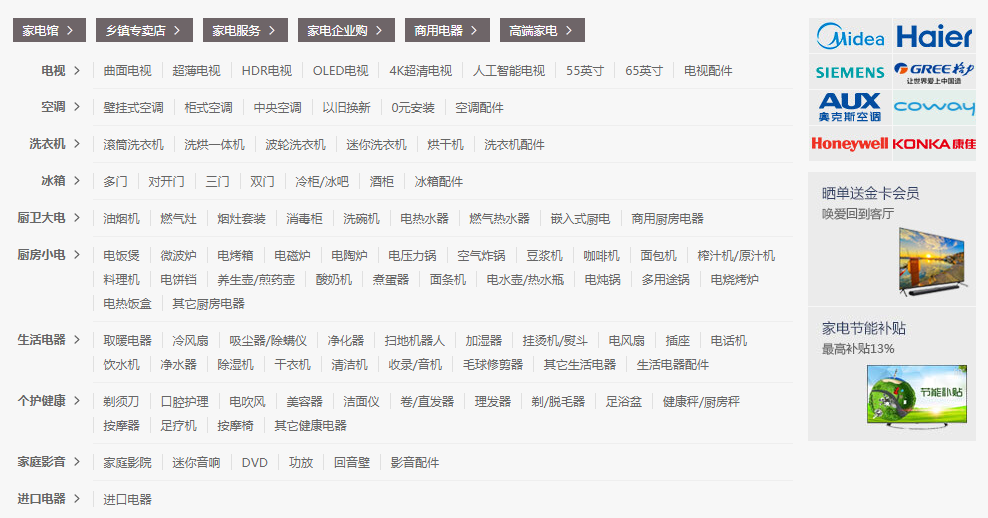 家电馆 > 乡镇专卖店 > 家电服务 > 家电企业购 > 商用电器 > 高端家电 >
电视 > 曲面电视 超薄电视 HDR电视 OLED电视 4K超清电视 人工智能电视 55英寸 65英寸 电视配件
空调 > 壁挂式空调 柜式空调 中央空调 以旧换新 0元安装 空调配件
洗衣机 > 滚筒洗衣机 洗烘一体机 波轮洗衣机 迷你洗衣机 烘干机 洗衣机配件
冰箱 > 多门 对开门 三门 双门 冷柜/冰吧 酒柜 冰箱配件
厨卫大电 > 油烟机 燃气灶 烟灶套装 消毒柜 洗碗机 电热水器 燃气热水器 嵌入式厨电 商用厨房电器
厨房小电 > 电饭煲 微波炉 电烤箱 电磁炉 电陶炉 电压力锅 空气炸锅 豆浆机 咖啡机 面包机 榨汁机/原汁机
料理机 电饼铛 养生壶/煎药壶 酸奶机 煮蛋器 面条机 电水壶/热水瓶 电炖锅 多用途锅 电烧烤炉
电热饭盒 其它厨房电器
生活电器 > 取暖电器 冷风扇 吸尘器/除螨仪 净化器 扫地机器人 加湿器 挂烫机/熨斗 电风扇 插座 电话机
饮水机 净水器 除湿机 干衣机 清洁机 收录/音机 毛球修剪器 其它生活电器 生活电器配件
个护健康 > 剃须刀 口腔护理 电吹风 美容器 洁面仪 卷/直发器 理发器 剃/脱毛器 足浴盆 健康秤/厨房秤
按摩器 足疗机 按摩椅 其它健康电器
家庭影音 > 家庭影院 迷你音响 DVD 功放 回音壁 影音配件
进口电器 > 进口电器
Midea Haier
SIEMENS GREE格力
让世界爱上中国造
AUX coway
奥克斯空调
Honeywell KONKA康佳
晒单送金卡会员
唤爱回到客厅
家电节能补贴
最高补贴13%
节能补贴